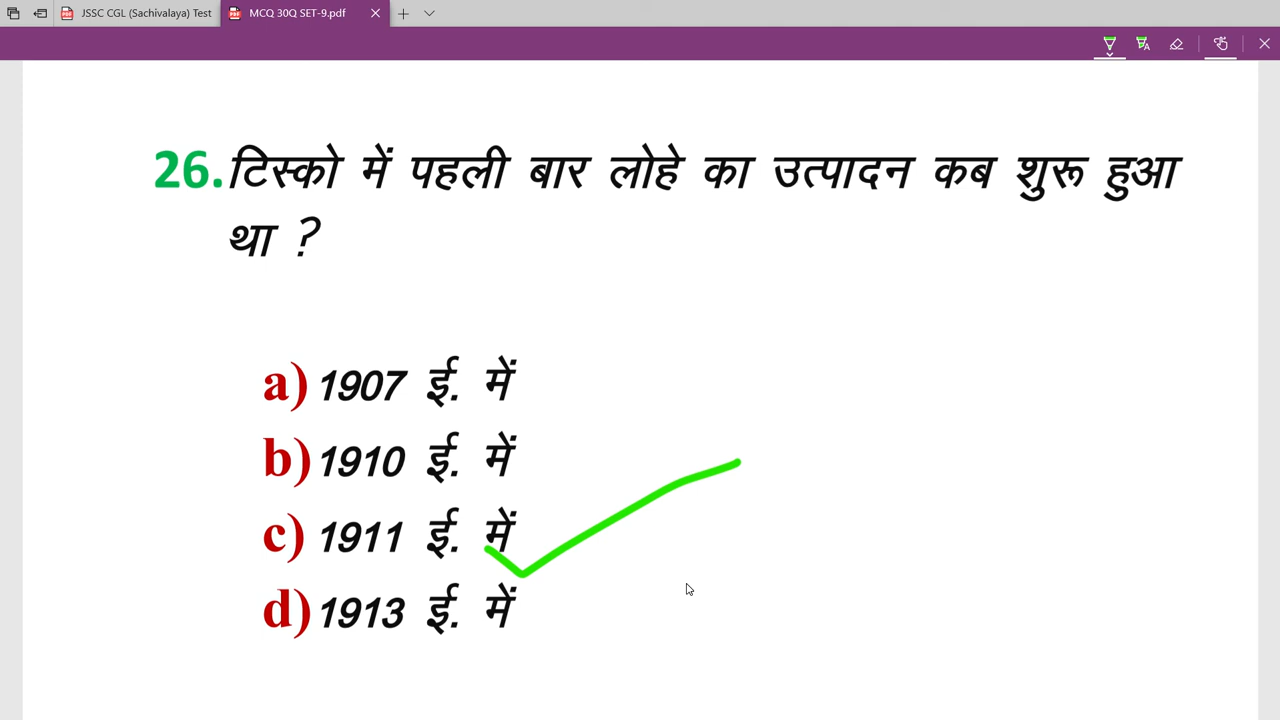 JSSC CGL (Sachivalaya) Test
MCQ 30Q SET-9.pdf
26. टिस्को में पहली बार लोहे का उत्पादन कब शुरू हुआ
था ?
a) 1907 ई. में
b) 1910 ई. में
c) 1911 ई. में
d) 1913 ई. में